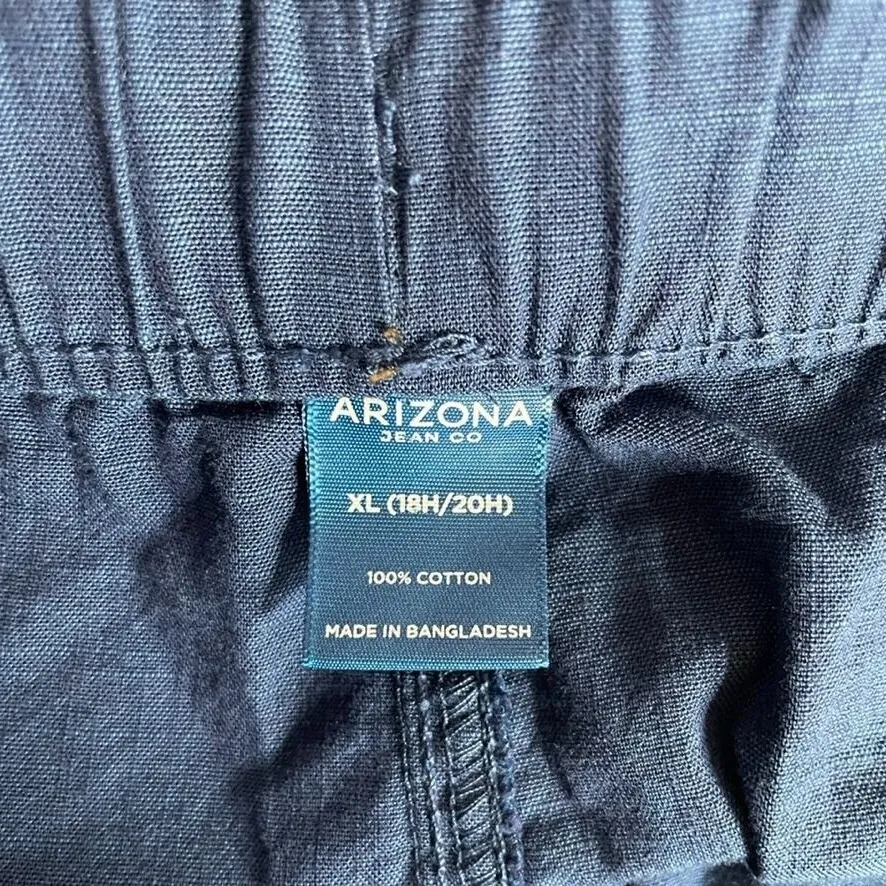 ARIZONA
JEAN CO
XL (18H/20H)
100% COTTON
MADE IN BANGLADESH